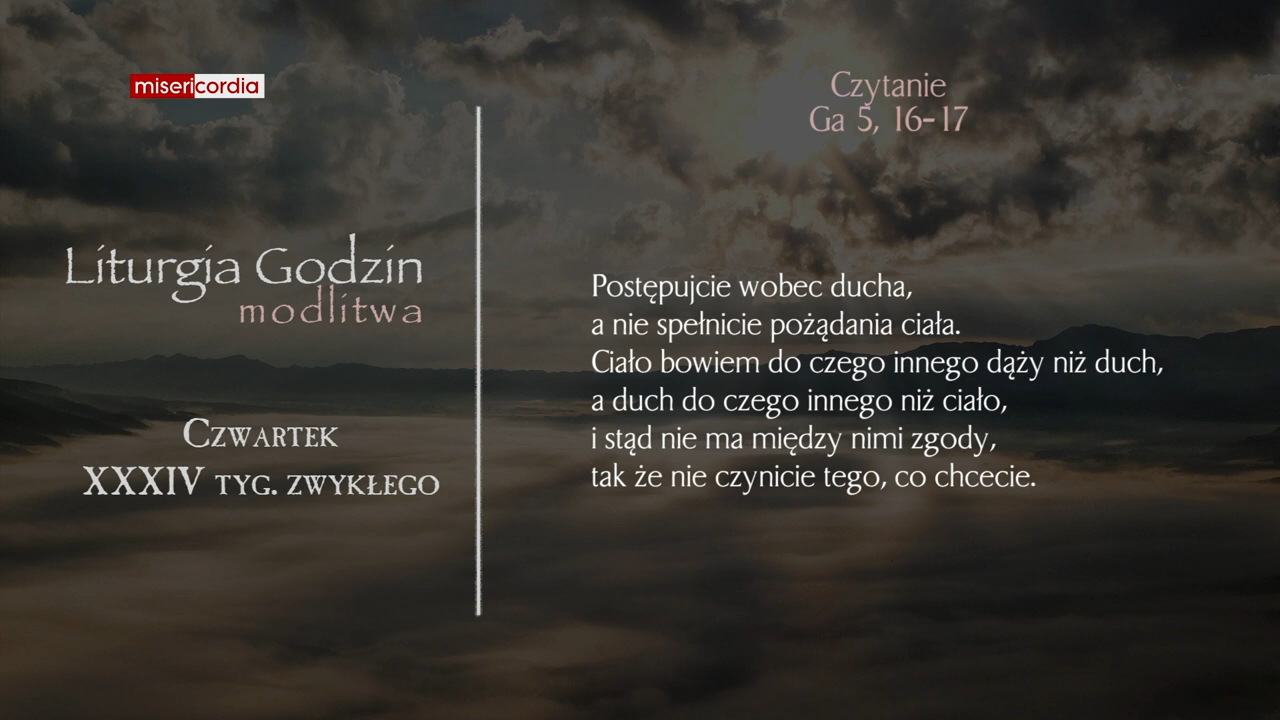 misericordia
Liturgia Godzin
modlitwa
Czwartek
XXXIV tyg. zwykłego
Czytanie
Ga 5, 16-17
Postępujcie wobec ducha,
a nie spełnicie pożądania ciała.
Ciało bowiem do czego innego dąży niż duch,
a duch do czego innego niż ciało,
i stąd nie ma między nimi zgody,
tak że nie czynicie tego, co chcecie.